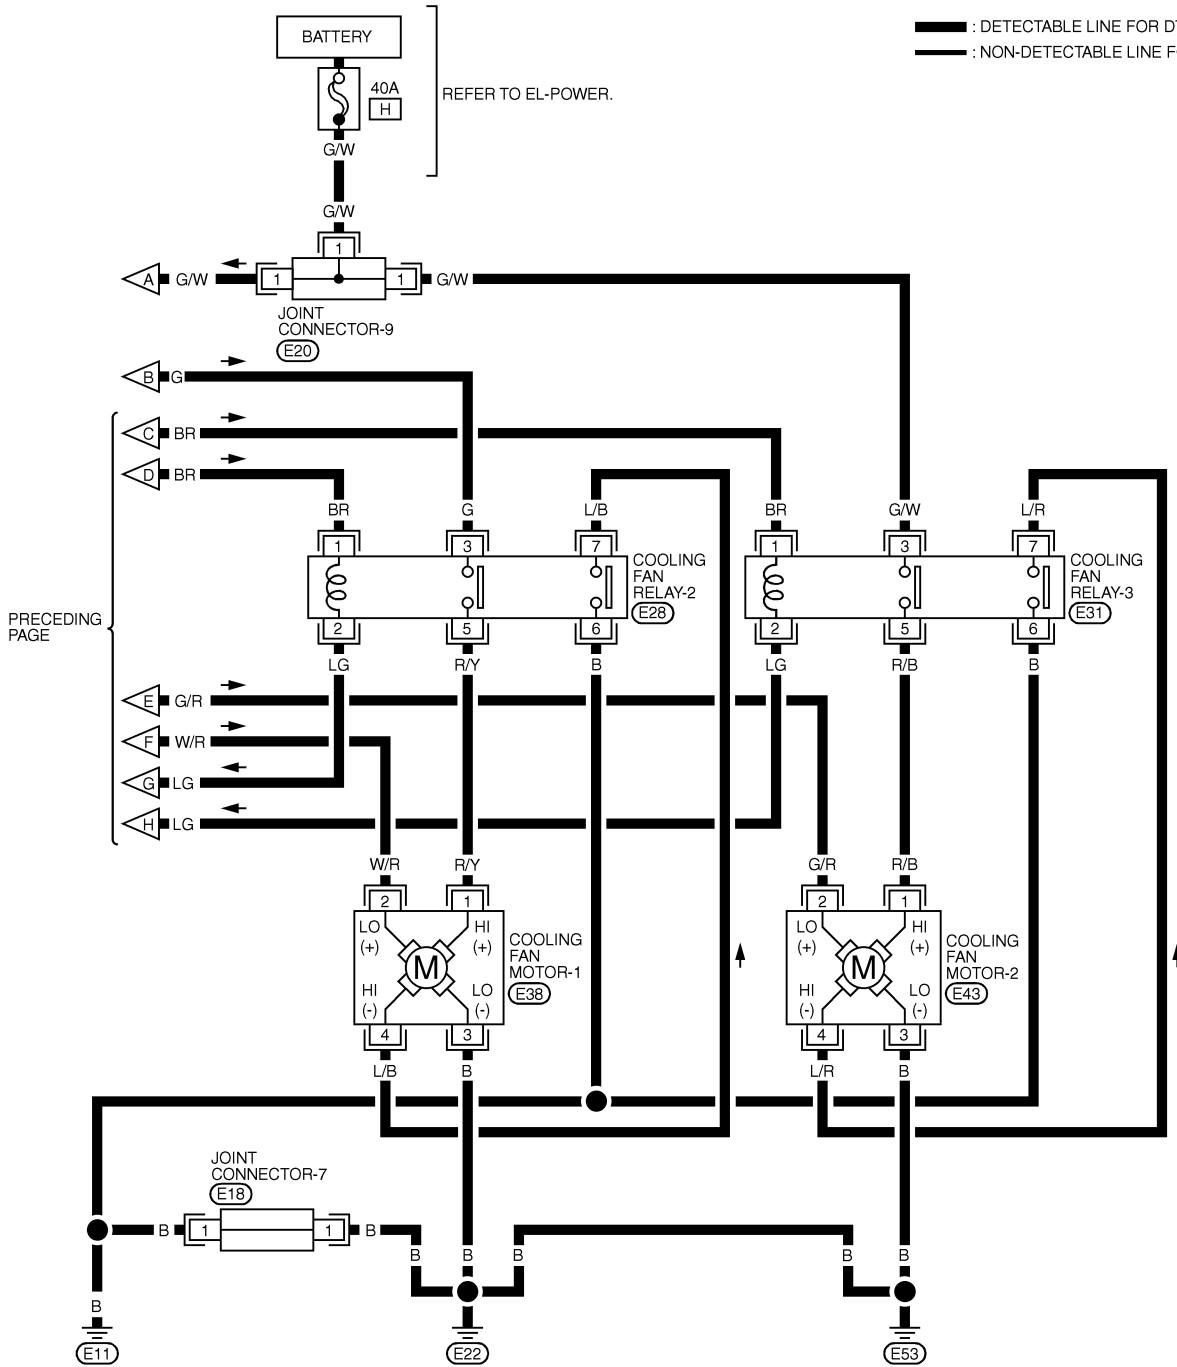 BATTERY
: DETECTABLE LINE FOR
: NON-DETECTABLE LINE
40A
H
REFER TO EL-POWER.
G/W
G/W
1
A G/W 1 1 G/W
JOINT
CONNECTOR-9
E20
B G
C BR
D BR
BR G L/B BR G/W L/R
1 3 7 1 3 7
COOLING
FAN
RELAY-2
E28
COOLING
FAN
RELAY-3
E31
2 5 6 2 5 6
PRECEDING
PAGE
LG R/Y B LG R/B B
E G/R
F W/R
G LG
H LG
W/R R/Y G/R R/B
2 1 2 1
LO HI LO HI
(+) (+) (+) (+)
M M
COOLING
FAN
MOTOR-1
E38
COOLING
FAN
MOTOR-2
E43
HI LO HI LO
(-) (-) (-) (-)
4 3 4 3
L/B B L/R B
JOINT
CONNECTOR-7
E18
B 1 1 B
B B B B
B
E11 E22 E53